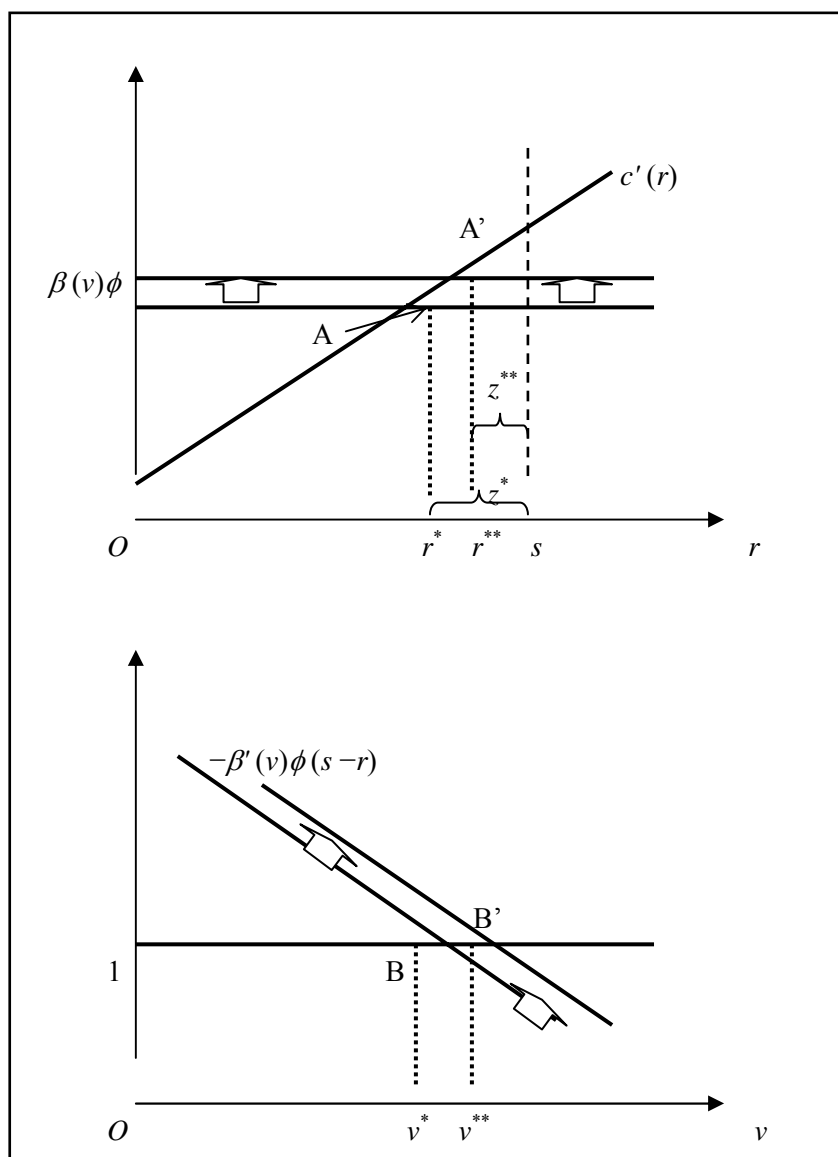 c′(r)
A’
β(v)ϕ
A
z**
z*
O r* r** s r
−β′(v)ϕ(s−r)
B’
1 B
O v* v** v